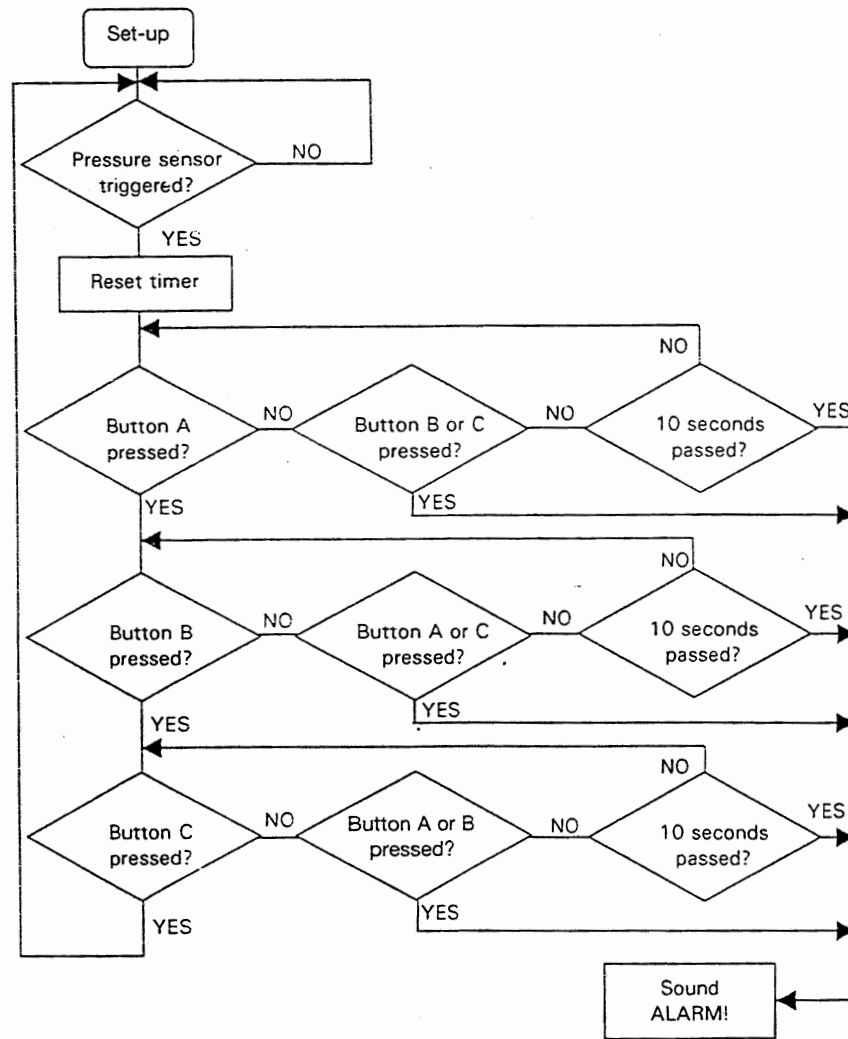 Set-up
Pressure sensor
triggered?
NO
YES
Reset timer
NO
Button A
pressed?
NO
Button B or C
pressed?
NO
10 seconds
passed?
YES
YES
YES
NO
Button B
pressed?
NO
Button A or C
pressed?
NO
10 seconds
passed?
YES
YES
YES
NO
Button C
pressed?
NO
Button A or B
pressed?
NO
10 seconds
passed?
YES
YES
YES
Sound
ALARM!